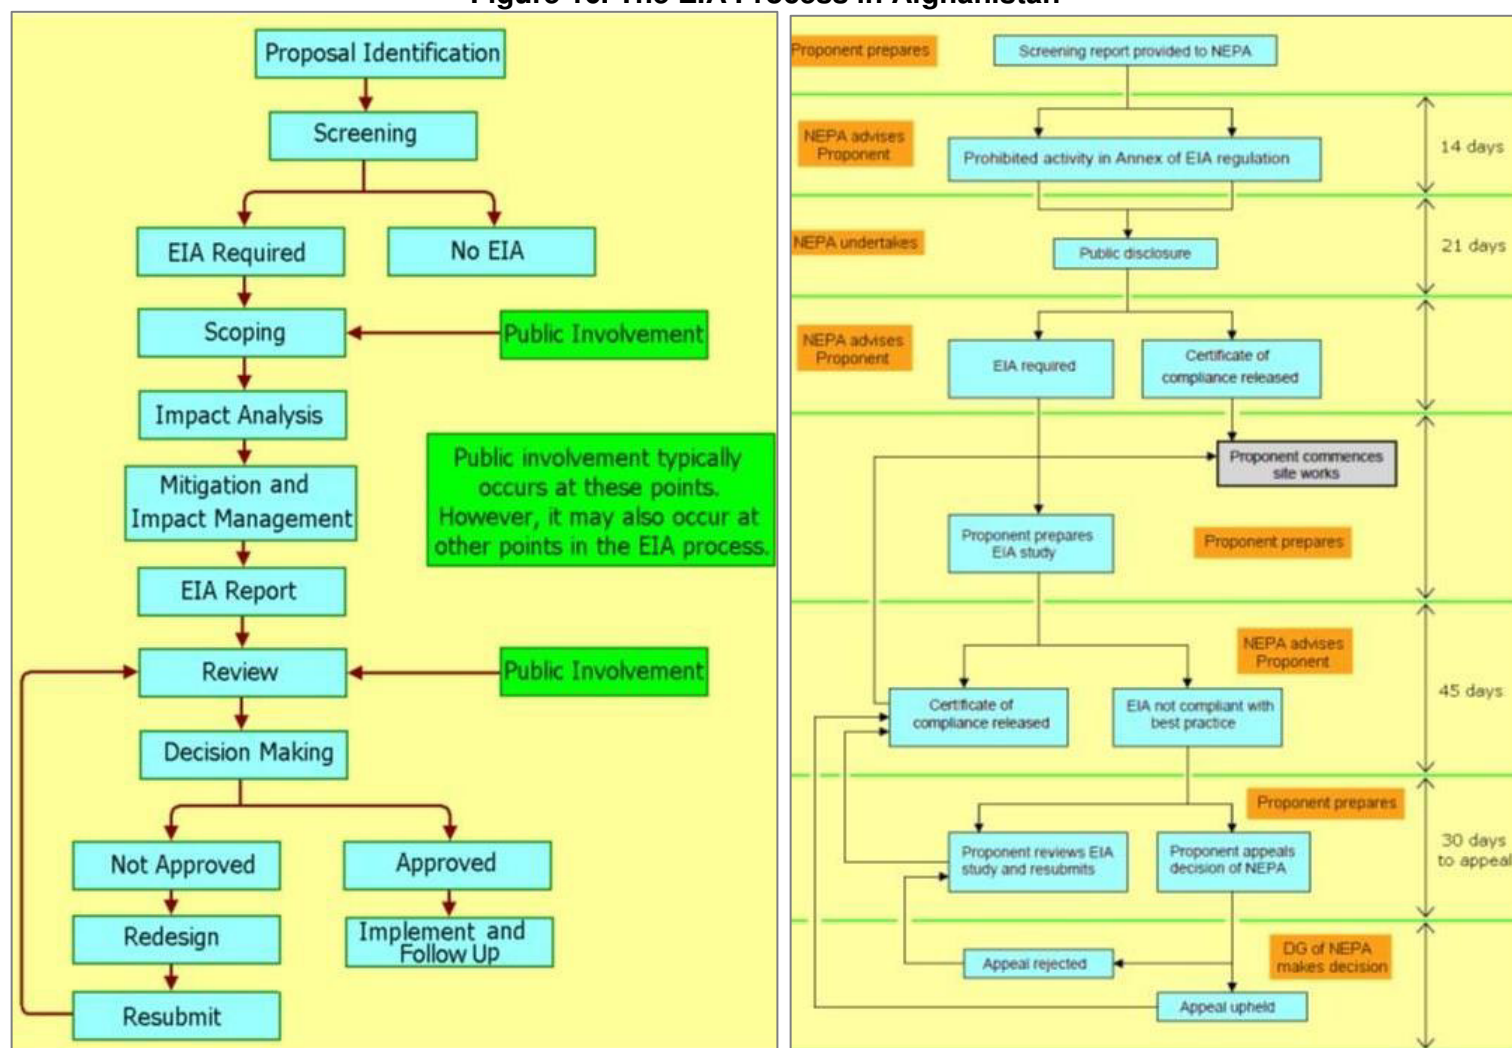 Figure 10. The EIA Process in Afghanistan
Proposal Identification
Screening
EIA Required
No EIA
Scoping
Public Involvement
Impact Analysis
Public involvement typically
occurs at these points.
However, it may also occur at
other points in the EIA process.
Mitigation and
Impact Management
EIA Report
Review
Public Involvement
Decision Making
Not Approved
Approved
Redesign
Implement and
Follow Up
Resubmit
Proponent prepares
Screening report provided to NEPA
NEPA advises
Proponent
Prohibited activity in Annex of EIA regulation
14 days
NEPA undertakes
Public disclosure
21 days
NEPA advises
Proponent
EIA required
Certificate of
compliance released
Proponent commences
site works
Proponent prepares
EIA study
Proponent prepares
NEPA advises
Proponent
Certificate of
compliance released
EIA not compliant with
best practice
45 days
Proponent prepares
Proponent reviews EIA
study and resubmits
Proponent appeals
decision of NEPA
30 days
to appeal
DG of NEPA
makes decision
Appeal rejected
Appeal upheld